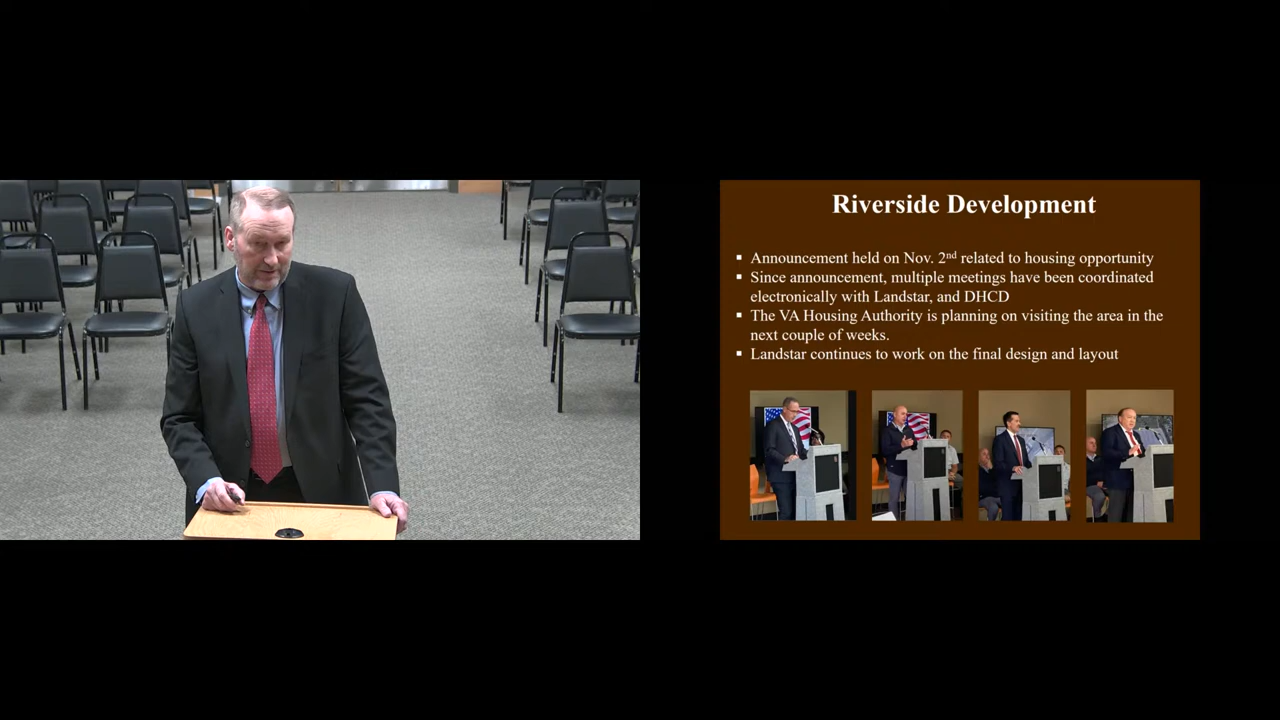 Riverside Development
▪ Announcement held on Nov. 2nd related to housing opportunity
▪ Since announcement, multiple meetings have been coordinated
electronically with Landstar, and DHCD
▪ The VA Housing Authority is planning on visiting the area in the
next couple of weeks.
▪ Landstar continues to work on the final design and layout